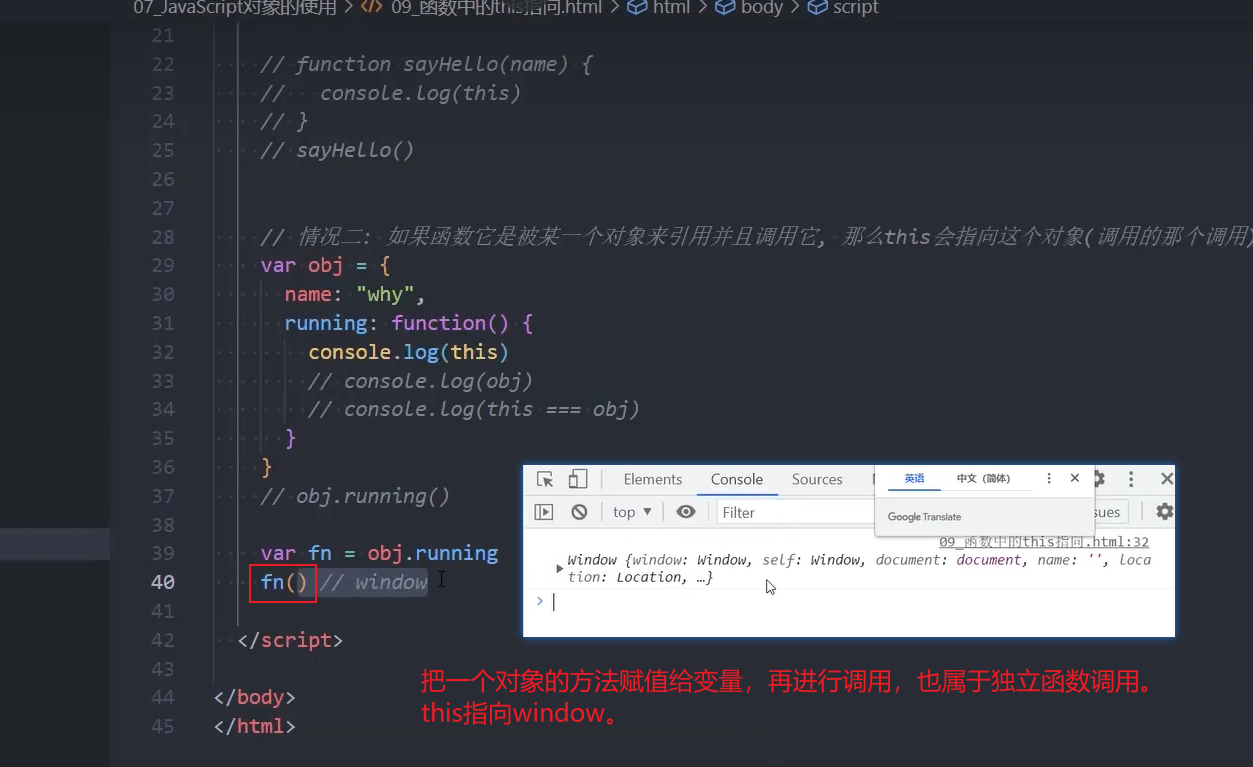 07_JavaScript对象的使用 > </> 09_函数中的this指向.html > html > body > script
21
22 // function sayHello(name) {
23 //   console.log(this)
24 // }
25 // sayHello()
26
27
28 // 情况二: 如果函数它是被某一个对象来引用并且调用它, 那么this会指向这个对象(调用的那个调用)
29 var obj = {
30 name: "why",
31 running: function() {
32 console.log(this)
33 // console.log(obj)
34 // console.log(this === obj)
35 }
36 }
37 // obj.running()
38
39 var fn = obj.running
40 fn() // window
41
42 </script>
43
44 </body>
45 </html>
Elements Console Sources
英语 中文（简体）
top Filter
Google Translate
sues
09_函数中的this指向.html:32
Window {window: Window, self: Window, document: document, name: '', loca
tion: Location, …}
>
把一个对象的方法赋值给变量，再进行调用，也属于独立函数调用。
this指向window。